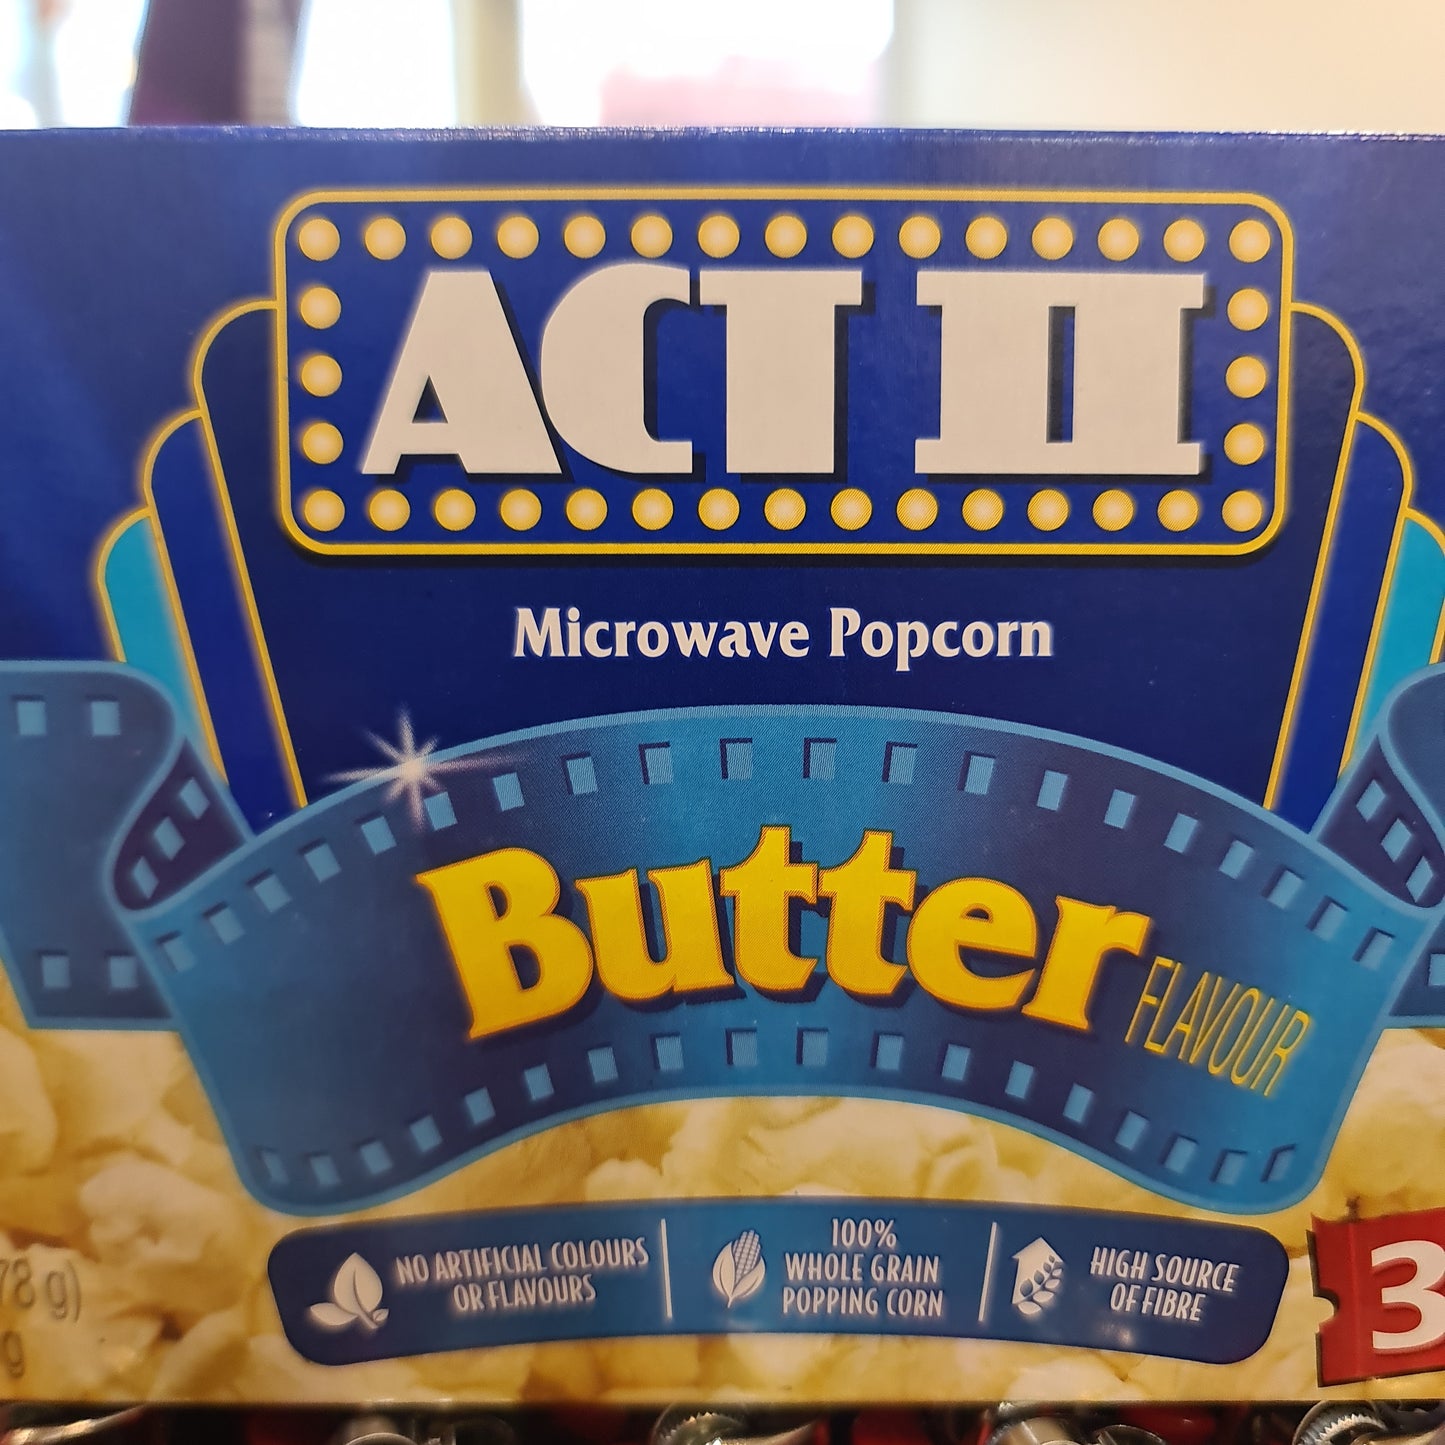 ACT II
Microwave Popcorn
Butter FLAVOUR
NO ARTIFICIAL COLOURS
OR FLAVOURS
100%
WHOLE GRAIN
POPPING CORN
HIGH SOURCE
OF FIBRE
78 g)
g
3